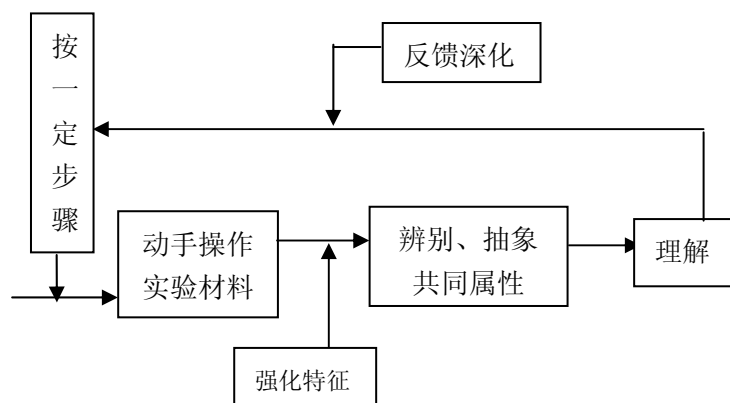 按
一
定
步
骤
反馈深化
动手操作
实验材料
辨别、抽象
共同属性
理解
强化特征